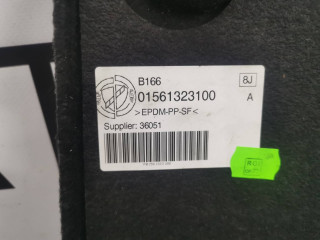 B166
8J
01561323100
A
>EPDM-PP-SF<
Supplier: 36051